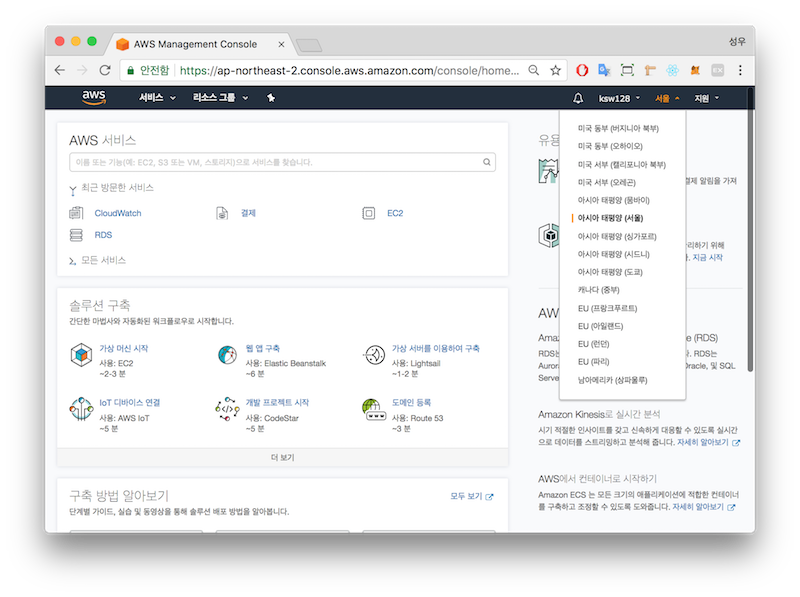 AWS Management Console
성우
안전함 https://ap-northeast-2.console.aws.amazon.com/console/home...
aws 서비스 리소스 그룹 ksw128 서울 지원
AWS 서비스
이름 또는 기능(예: EC2, S3 또는 VM, 스토리지)으로 서비스를 찾습니다.
최근 방문한 서비스
CloudWatch 결제 EC2
RDS
모든 서비스
솔루션 구축
간단한 마법사와 자동화된 워크플로우로 시작합니다.
가상 머신 시작
사용: EC2
~2-3 분
웹 앱 구축
사용: Elastic Beanstalk
~6 분
가상 서버를 이용하여 구축
사용: Lightsail
~1-2 분
IoT 디바이스 연결
사용: AWS IoT
~5 분
개발 프로젝트 시작
사용: CodeStar
~5 분
도메인 등록
사용: Route 53
~3 분
더 보기
구축 방법 알아보기
모두 보기
단계별 가이드, 실습 및 동영상을 통해 솔루션 배포 방법을 알아봅니다.
미국 동부 (버지니아 북부)
미국 동부 (오하이오)
미국 서부 (캘리포니아 북부)
미국 서부 (오레곤)
아시아 태평양 (뭄바이)
아시아 태평양 (서울)
아시아 태평양 (싱가포르)
아시아 태평양 (시드니)
아시아 태평양 (도쿄)
캐나다 (중부)
EU (프랑크푸르트)
EU (아일랜드)
EU (런던)
EU (파리)
남아메리카 (상파울루)
유용
결제 알림을 가져
리하기 위해
다. 지금 시작
AW
Amaz
(RDS)
RDS는
다. RDS는
Auror
Oracle, 및 SQL
Serve
Amazon Kinesis로 실시간 분석
시기 적절한 인사이트를 얻고 신속하게 대응할 수 있도록 실시간
으로 데이터를 스트리밍하고 분석해 줍니다. 자세히 알아보기
AWS에서 컨테이너로 시작하기
Amazon ECS 는 모든 크기의 애플리케이션에 적합한 컨테이너
를 구축하고 조정할 수 있도록 도와줍니다. 자세히 알아보기